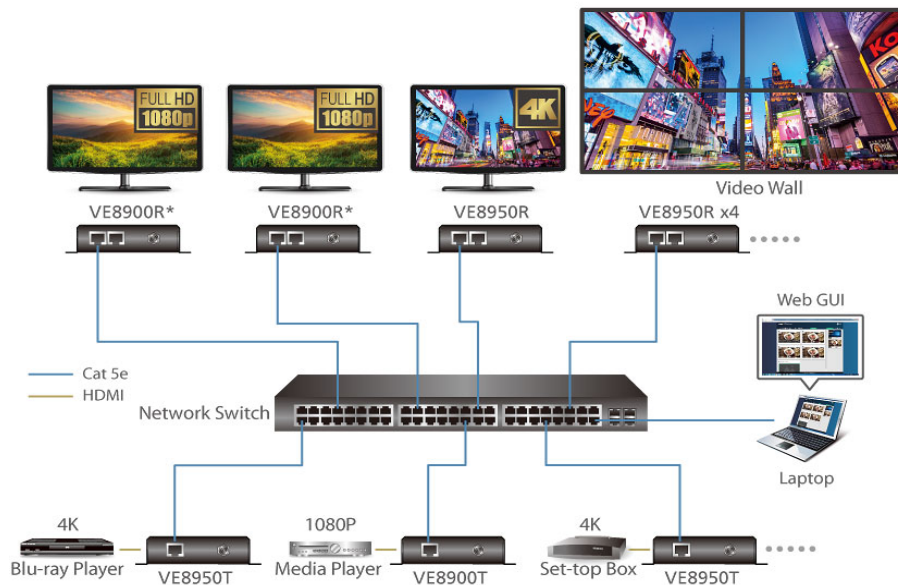 FULL HD
1080p
FULL HD
1080p
4K
Video Wall
VE8900R*
VE8900R*
VE8950R
VE8950R x4
Web GUI
Cat 5e
HDMI
Network Switch
Laptop
4K
Blu-ray Player
VE8950T
1080P
Media Player
VE8900T
4K
Set-top Box
VE8950T